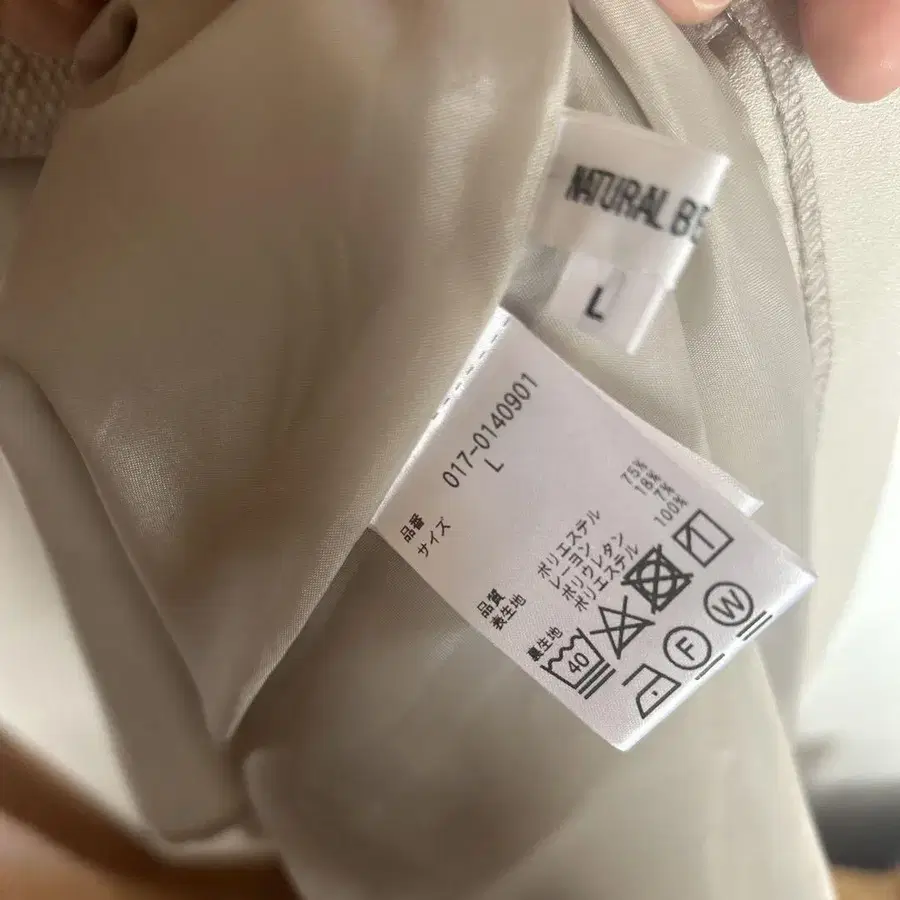 NATURAL BE
L
品番 017-0140901
サイズ L
品質
表生地 ポリエステル 75%
レーヨン 18%
ポリウレタン 7%
裏生地 ポリエステル 100%
40
F W